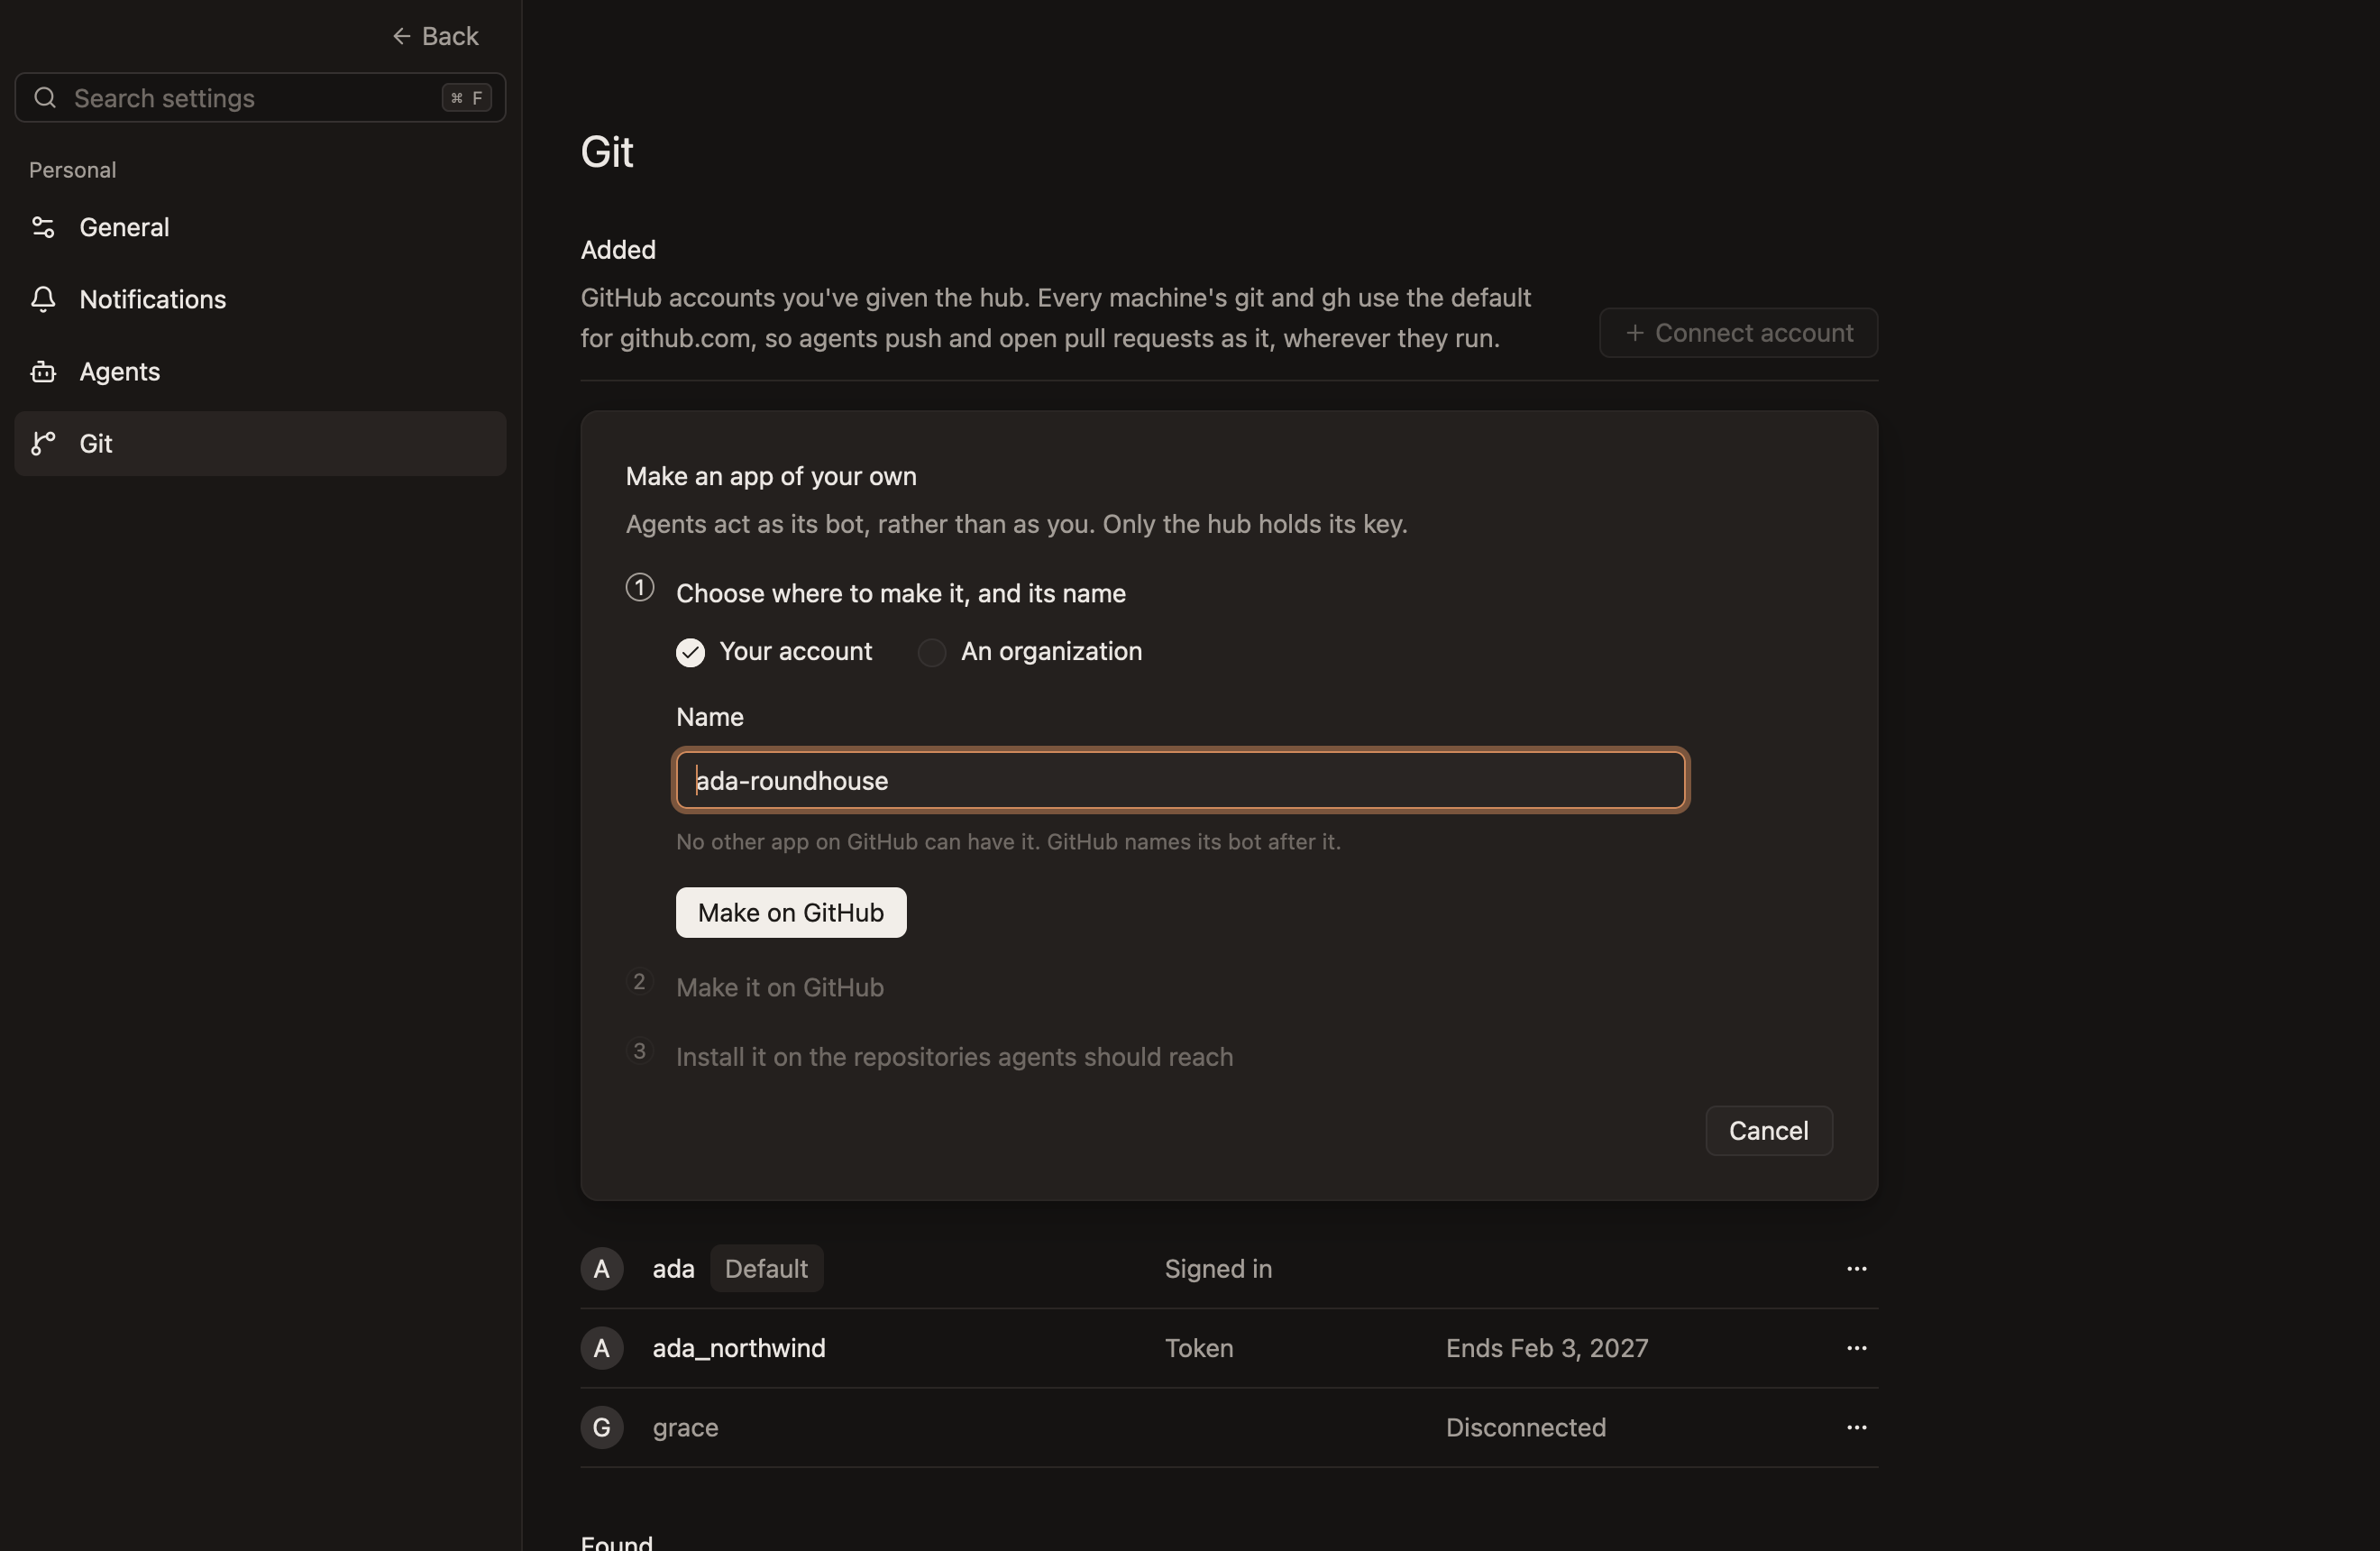 Back
Search settings
⌘ F
Personal
General
Notifications
Agents
Git
Git
Added
GitHub accounts you've given the hub. Every machine's git and gh use the default
for github.com, so agents push and open pull requests as it, wherever they run.
+ Connect account
Make an app of your own
Agents act as its bot, rather than as you. Only the hub holds its key.
1 Choose where to make it, and its name
Your account An organization
Name
ada-roundhouse
No other app on GitHub can have it. GitHub names its bot after it.
Make on GitHub
2 Make it on GitHub
3 Install it on the repositories agents should reach
Cancel
A ada Default Signed in
A ada_northwind Token Ends Feb 3, 2027
G grace Disconnected
Found